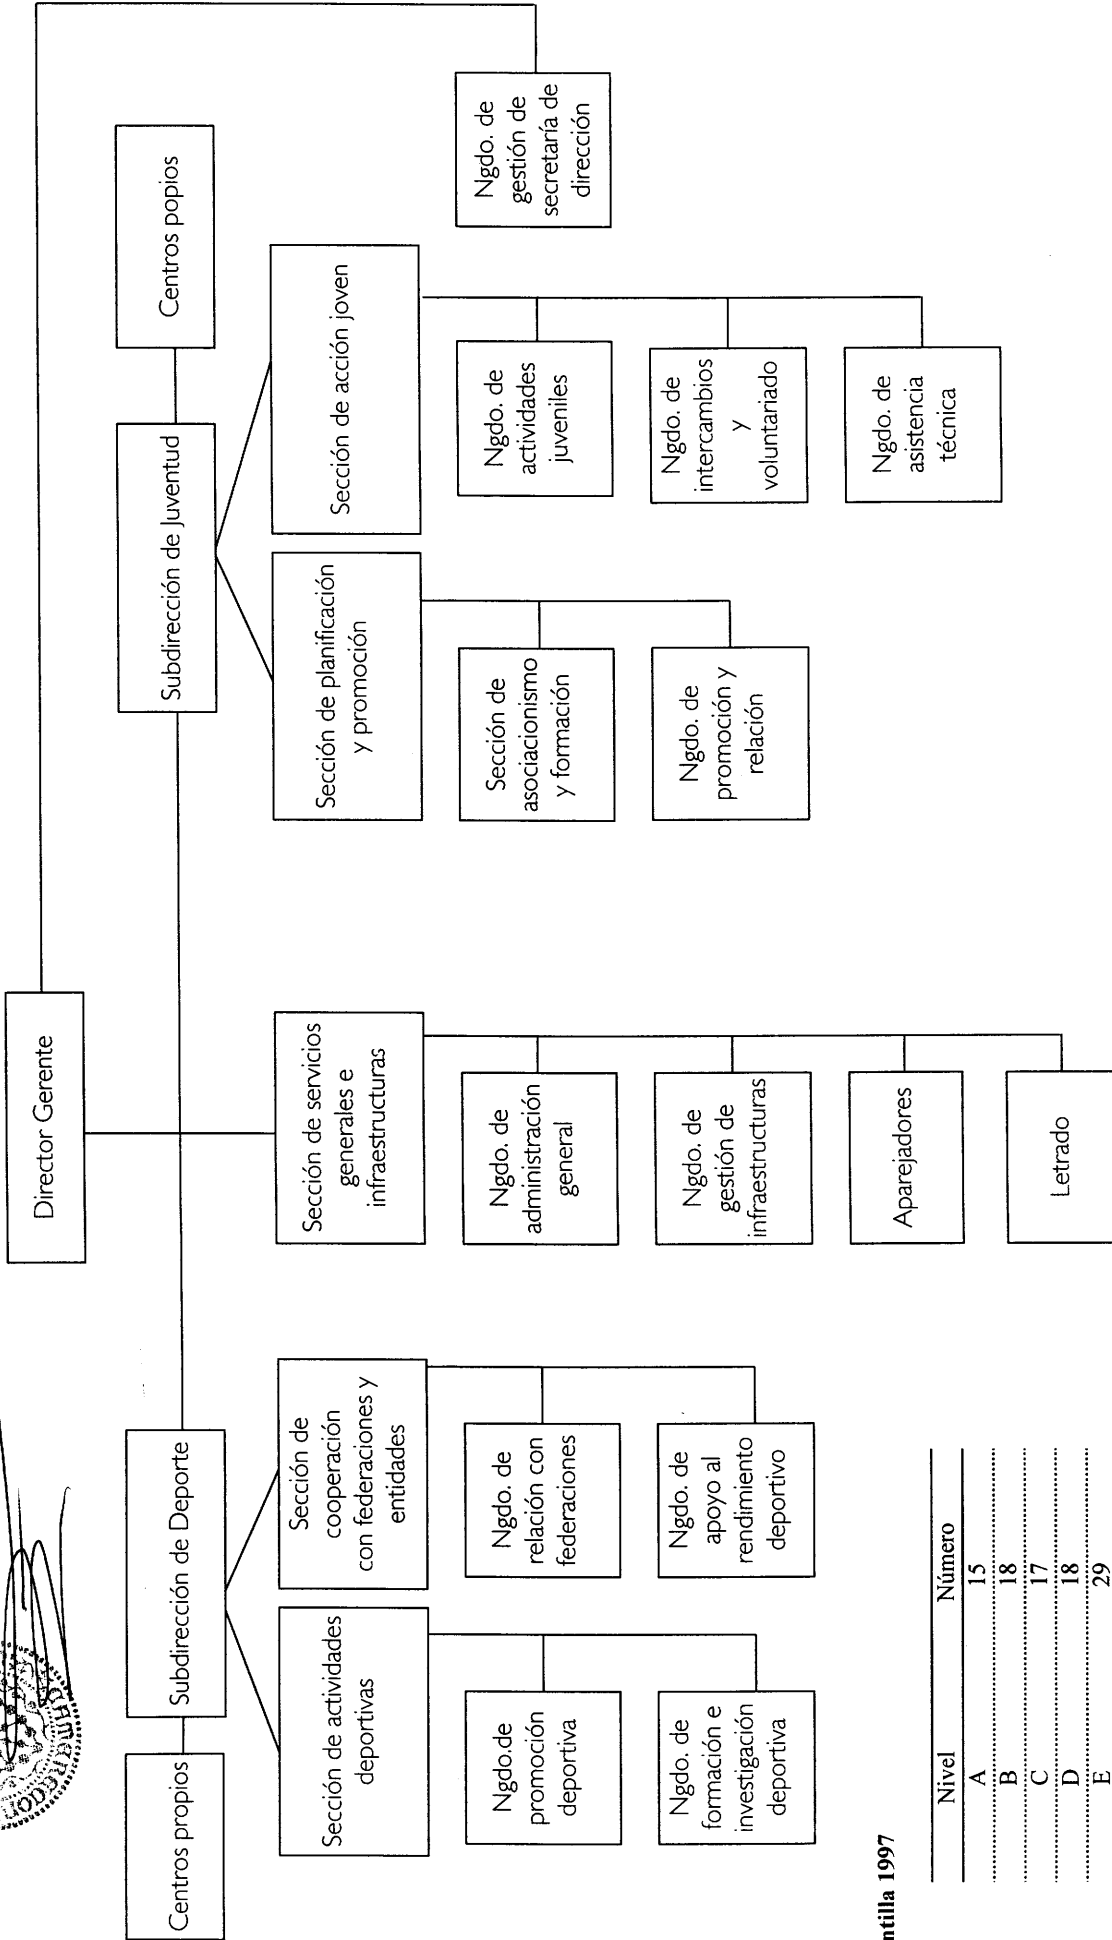 Director Gerente
Centros propios
Subdirección de Deporte
Subdirección de Juventud
Centros popios
Sección de actividades
deportivas
Sección de
cooperación
con federaciones y
entidades
Sección de servicios
generales e
infraestructuras
Sección de planificación
y promoción
Sección de acción joven
Ngdo.de
promoción
deportiva
Ngdo. de
relación con
federaciones
Ngdo. de
administración
general
Sección de
asociacionismo
y formación
Ngdo. de
actividades
juveniles
Ngdo. de
gestión de
secretaría de
dirección
Ngdo. de
formación e
investigación
deportiva
Ngdo. de
apoyo al
rendimiento
deportivo
Ngdo. de
gestión de
infraestructuras
Ngdo. de
promoción y
relación
Ngdo. de
intercambios
y
voluntariado
Aparejadores
Ngdo. de
asistencia
técnica
Letrado
ntilla 1997
Nivel Número
A 15
B 18
C 17
D 18
E 29